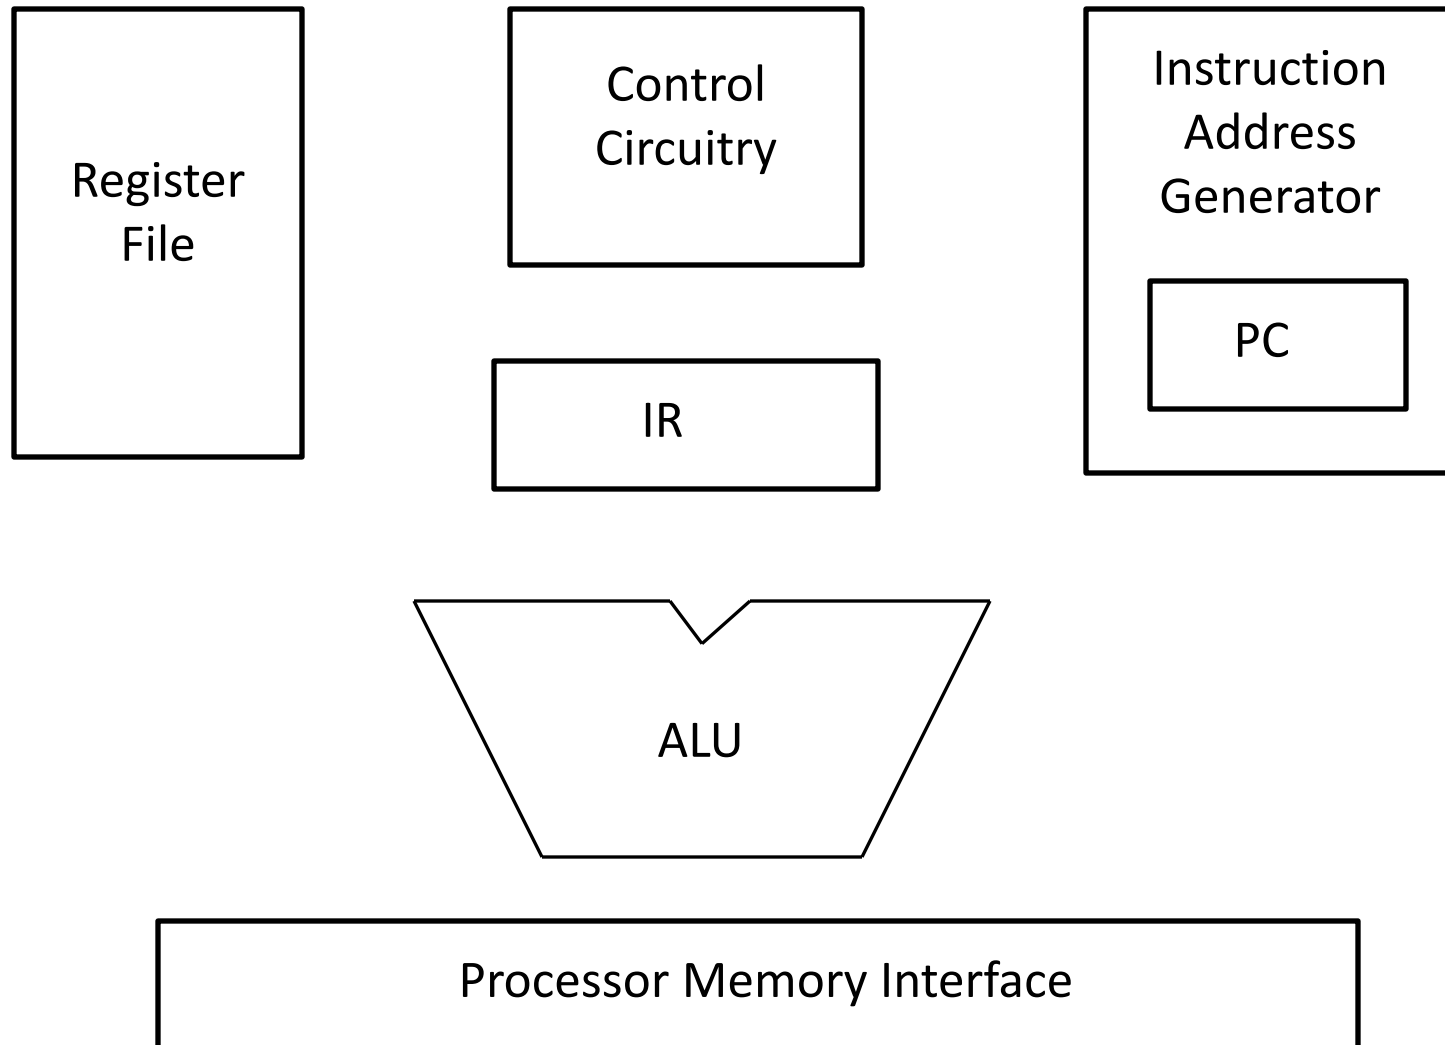 Register
File
Control
Circuitry
Instruction
Address
Generator
PC
IR
ALU
Processor Memory Interface